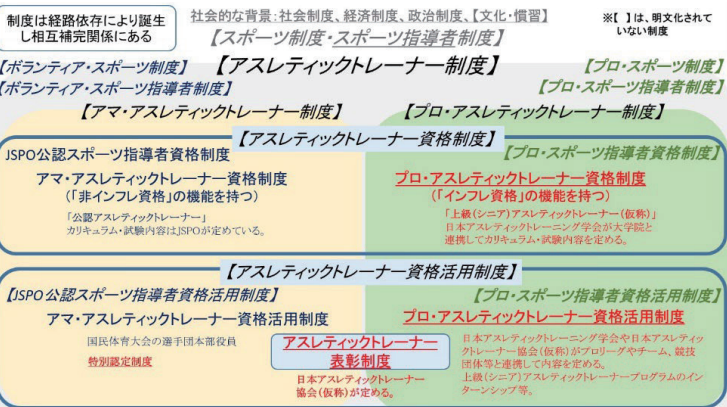 制度は経路依存により誕生
し相互補完関係にある
社会的な背景：社会制度、経済制度、政治制度、【文化・慣習】
※【 】は、明文化されて
いない制度
【スポーツ制度・スポーツ指導者制度】
【ボランティア・スポーツ制度】
【アスレティックトレーナー制度】
【プロ・スポーツ制度】
【ボランティア・スポーツ指導者制度】
【プロ・スポーツ指導者制度】
【アマ・アスレティックトレーナー制度】
【プロ・アスレティックトレーナー制度】
【アスレティックトレーナー資格制度】
JSPO公認スポーツ指導者資格制度
【プロ・スポーツ指導者資格制度】
アマ・アスレティックトレーナー資格制度
（「非インフレ資格」の機能を持つ）
「公認アスレティックトレーナー」
カリキュラム・試験内容はJSPOが定めている。
プロ・アスレティックトレーナー資格制度
（「インフレ資格」の機能を持つ）
「上級（シニア）アスレティックトレーナー（仮称）」
日本アスレティックトレーニング学会が大学院と
連携してカリキュラム・試験内容を定める。
【アスレティックトレーナー資格活用制度】
【JSPO公認スポーツ指導者資格活用制度】
【プロ・スポーツ指導者資格活用制度】
アマ・アスレティックトレーナー資格活用制度
国民体育大会の選手団本部役員
特別認定制度
プロ・アスレティックトレーナー資格活用制度
日本アスレティックトレーニング学会や日本アスレティッ
クトレーナー協会（仮称）がプロリーグやチーム、競技
団体等と連携して内容を定める。
上級（シニア）アスレティックトレーナープログラムのイン
ターンシップ等。
アスレティックトレーナー
表彰制度
日本アスレティックトレーナー
協会（仮称）が定める。